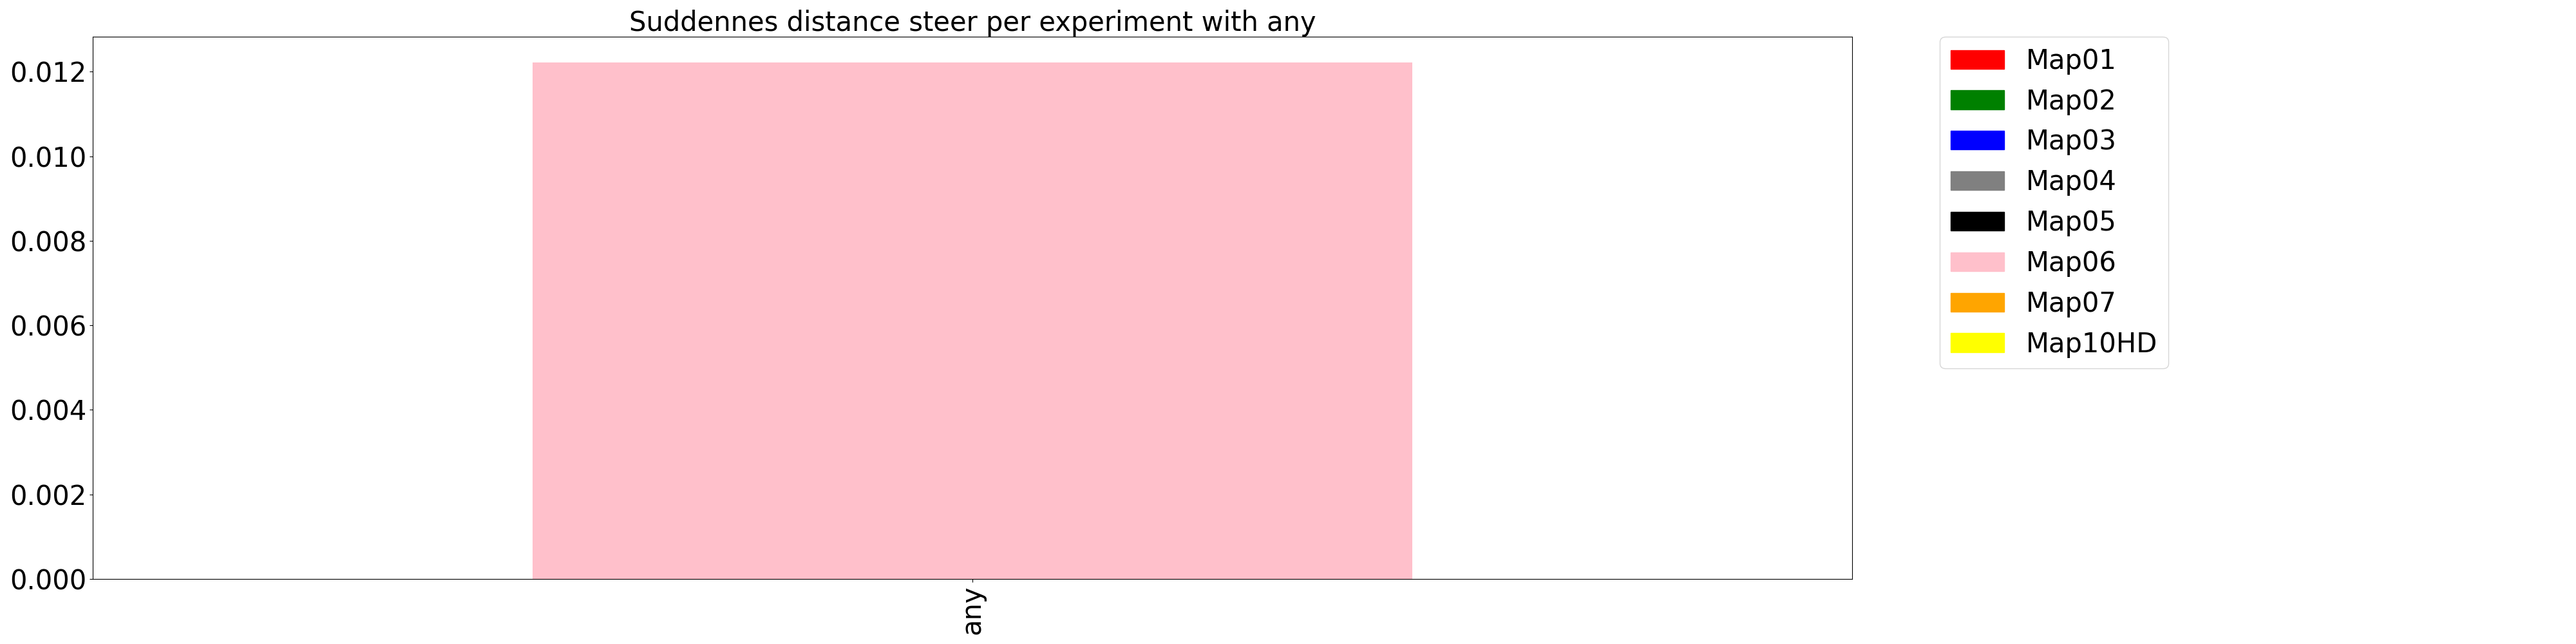 Suddennes distance steer per experiment with any
0.012
0.010
0.008
0.006
0.004
0.002
0.000
any
Map01
Map02
Map03
Map04
Map05
Map06
Map07
Map10HD